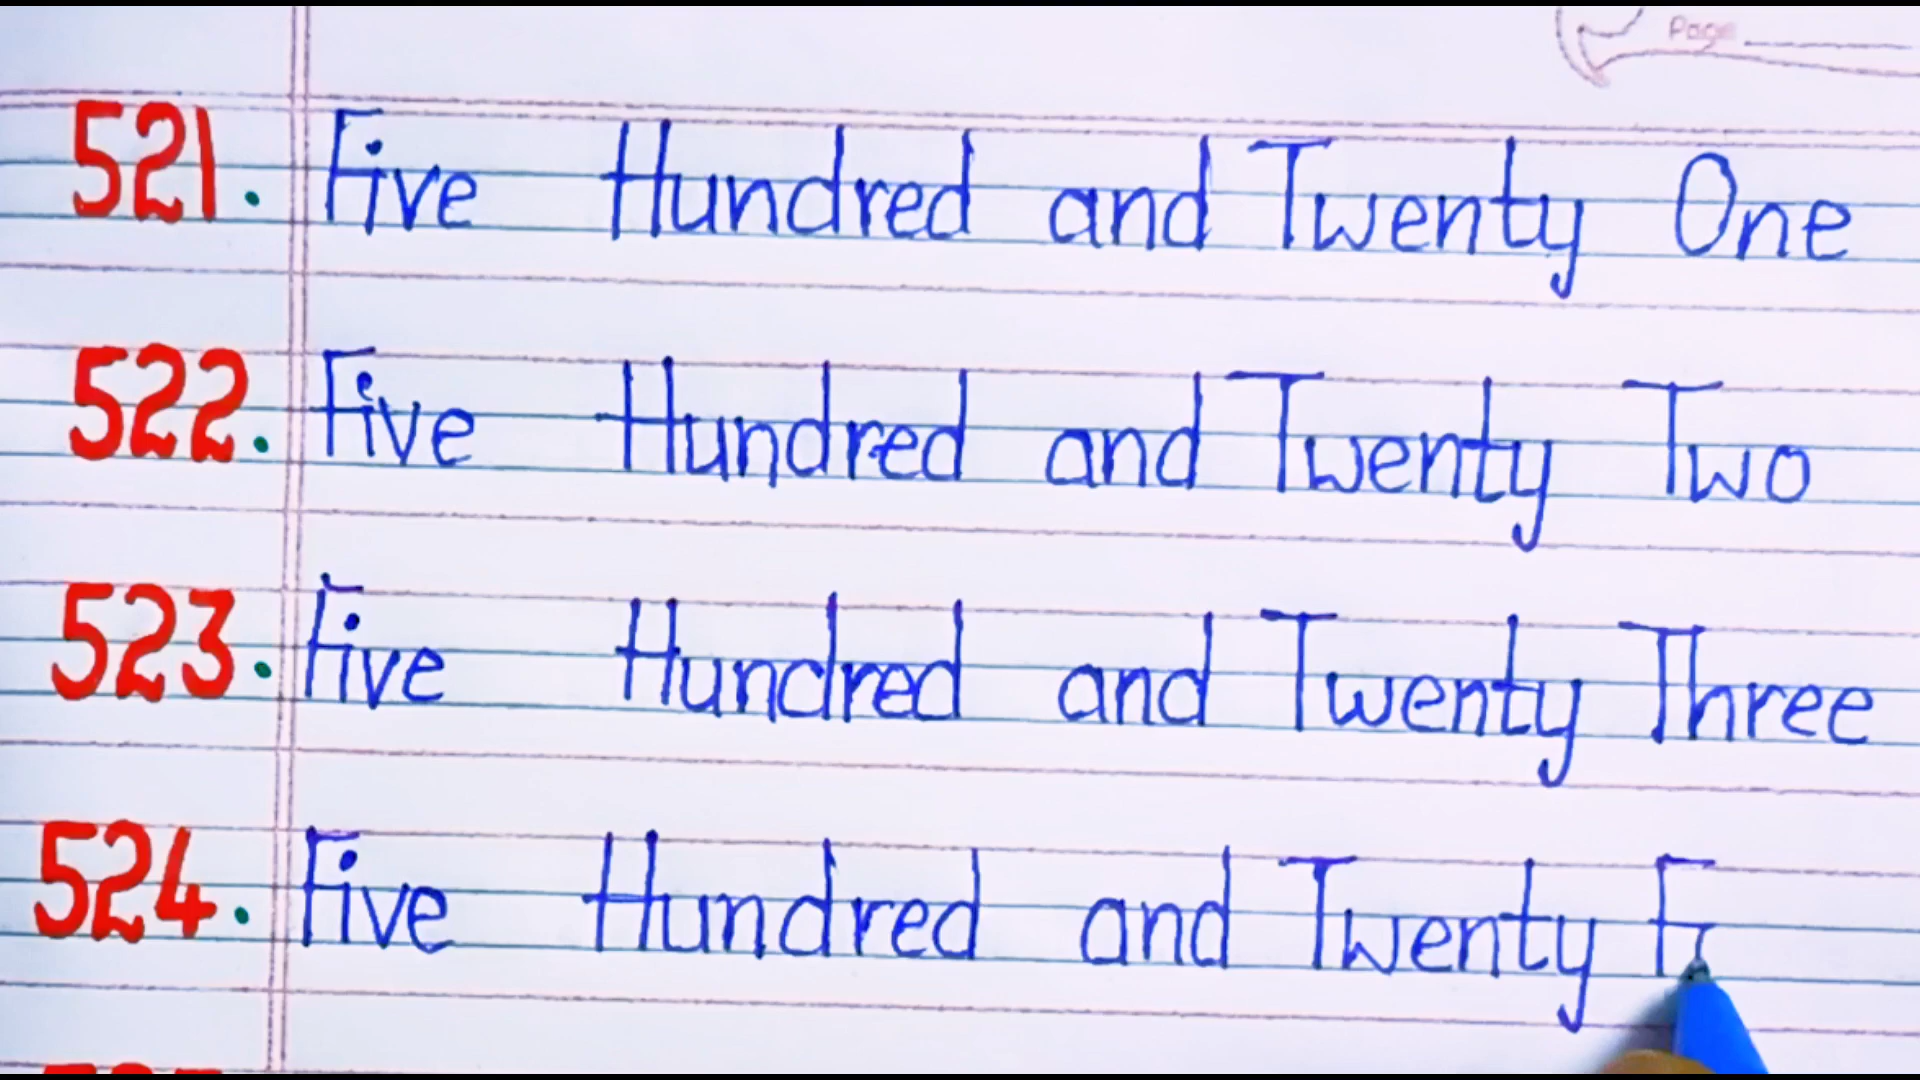 Page
521. Five Hundred and Twenty One
522. Five Hundred and Twenty Two
523. Five Hundred and Twenty Three
524. Five Hundred and Twenty F